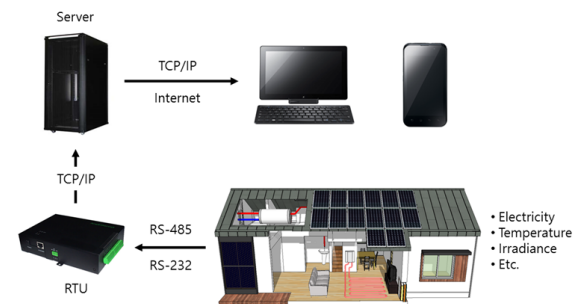 Server
TCP/IP
Internet
TCP/IP
RS-485
RS-232
RTU
• Electricity
• Temperature
• Irradiance
• Etc.